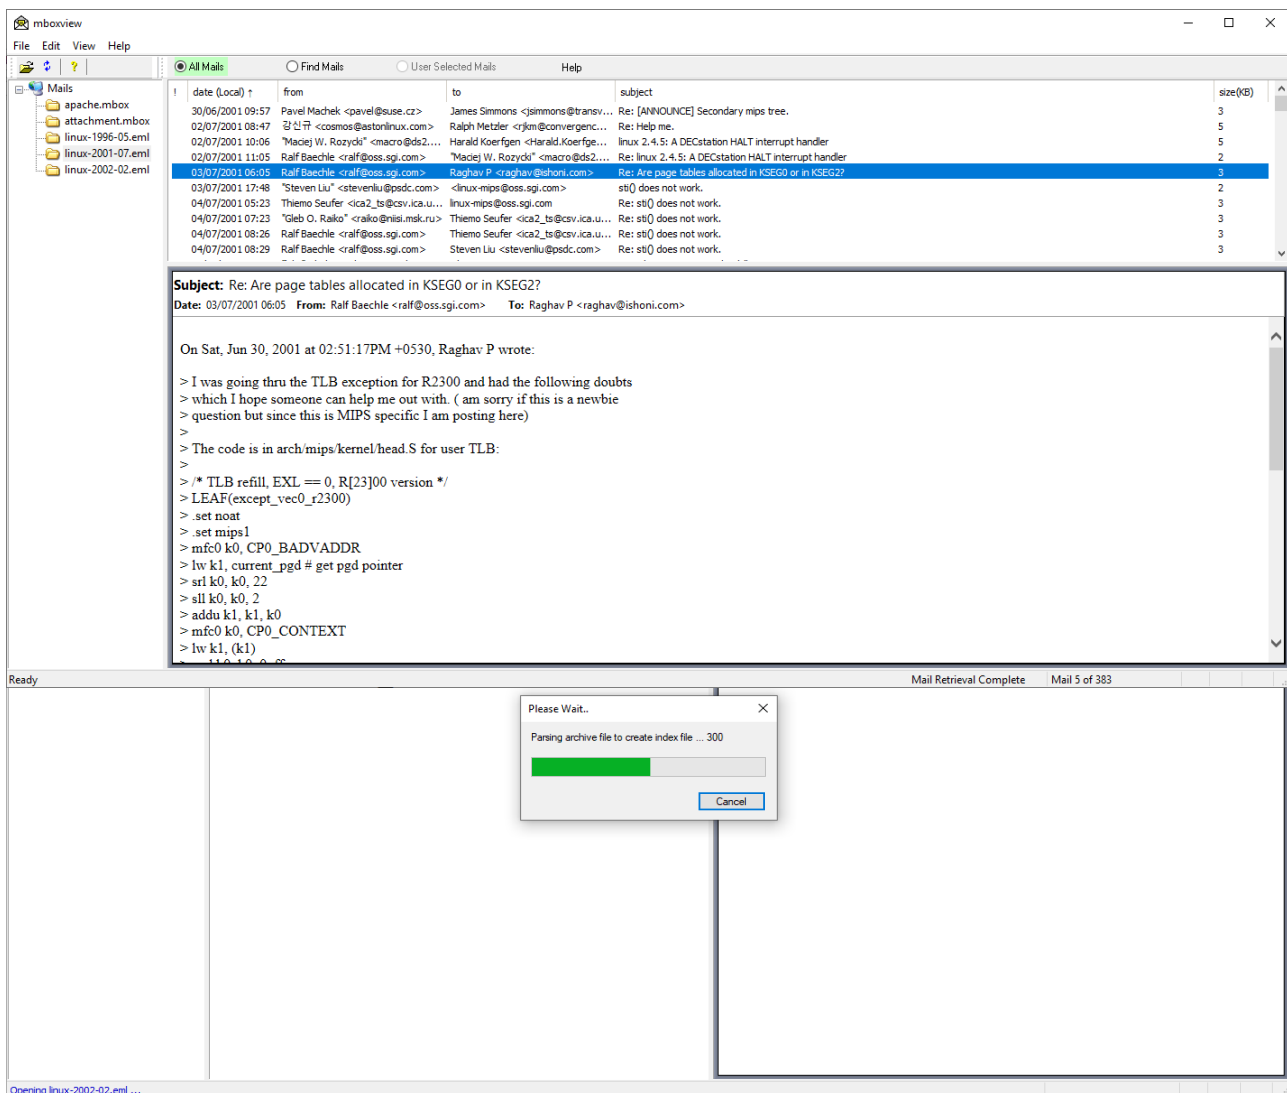 mboxview
File Edit View Help
All Mails Find Mails User Selected Mails Help
Mails
apache.mbox
attachment.mbox
linux-1996-05.eml
linux-2001-07.eml
linux-2002-02.eml
! date (Local) ↑ from to subject size(KB)
30/06/2001 09:57 Pavel Machek <pavel@suse.cz> James Simmons <jsimmons@transv... Re: [ANNOUNCE] Secondary mips tree. 3
02/07/2001 08:47 강신규 <cosmos@astonlinux.com> Ralph Metzler <rjkm@convergenc... Re: Help me. 5
02/07/2001 10:06 "Maciej W. Rozycki" <macro@ds2.... Harald Koerfgen <Harald.Koerfge... linux 2.4.5: A DECstation HALT interrupt handler 5
02/07/2001 11:05 Ralf Baechle <ralf@oss.sgi.com> "Maciej W. Rozycki" <macro@ds2.... Re: linux 2.4.5: A DECstation HALT interrupt handler 2
03/07/2001 06:05 Ralf Baechle <ralf@oss.sgi.com> Raghav P <raghav@ishoni.com> Re: Are page tables allocated in KSEG0 or in KSEG2? 3
03/07/2001 17:48 "Steven Liu" <stevenliu@psdc.com> <linux-mips@oss.sgi.com> sti() does not work. 2
04/07/2001 05:23 Thiemo Seufer <ica2_ts@csv.ica.u... linux-mips@oss.sgi.com Re: sti() does not work. 3
04/07/2001 07:23 "Gleb O. Raiko" <raiko@niisi.msk.ru> Thiemo Seufer <ica2_ts@csv.ica.u... Re: sti() does not work. 3
04/07/2001 08:26 Ralf Baechle <ralf@oss.sgi.com> Thiemo Seufer <ica2_ts@csv.ica.u... Re: sti() does not work. 3
04/07/2001 08:29 Ralf Baechle <ralf@oss.sgi.com> Steven Liu <stevenliu@psdc.com> Re: sti() does not work. 3
Subject: Re: Are page tables allocated in KSEG0 or in KSEG2?
Date: 03/07/2001 06:05 From: Ralf Baechle <ralf@oss.sgi.com> To: Raghav P <raghav@ishoni.com>
On Sat, Jun 30, 2001 at 02:51:17PM +0530, Raghav P wrote:
> I was going thru the TLB exception for R2300 and had the following doubts
> which I hope someone can help me out with. ( am sorry if this is a newbie
> question but since this is MIPS specific I am posting here)
>
> The code is in arch/mips/kernel/head.S for user TLB:
>
> /* TLB refill, EXL == 0, R[23]00 version */
> LEAF(except_vec0_r2300)
> .set noat
> .set mips1
> mfc0 k0, CP0_BADVADDR
> lw k1, current_pgd # get pgd pointer
> srl k0, k0, 22
> sll k0, k0, 2
> addu k1, k1, k0
> mfc0 k0, CP0_CONTEXT
> lw k1, (k1)
Ready Mail Retrieval Complete Mail 5 of 383
Please Wait..
Parsing archive file to create index file ... 300
Cancel
Opening linux-2002-02.eml ...